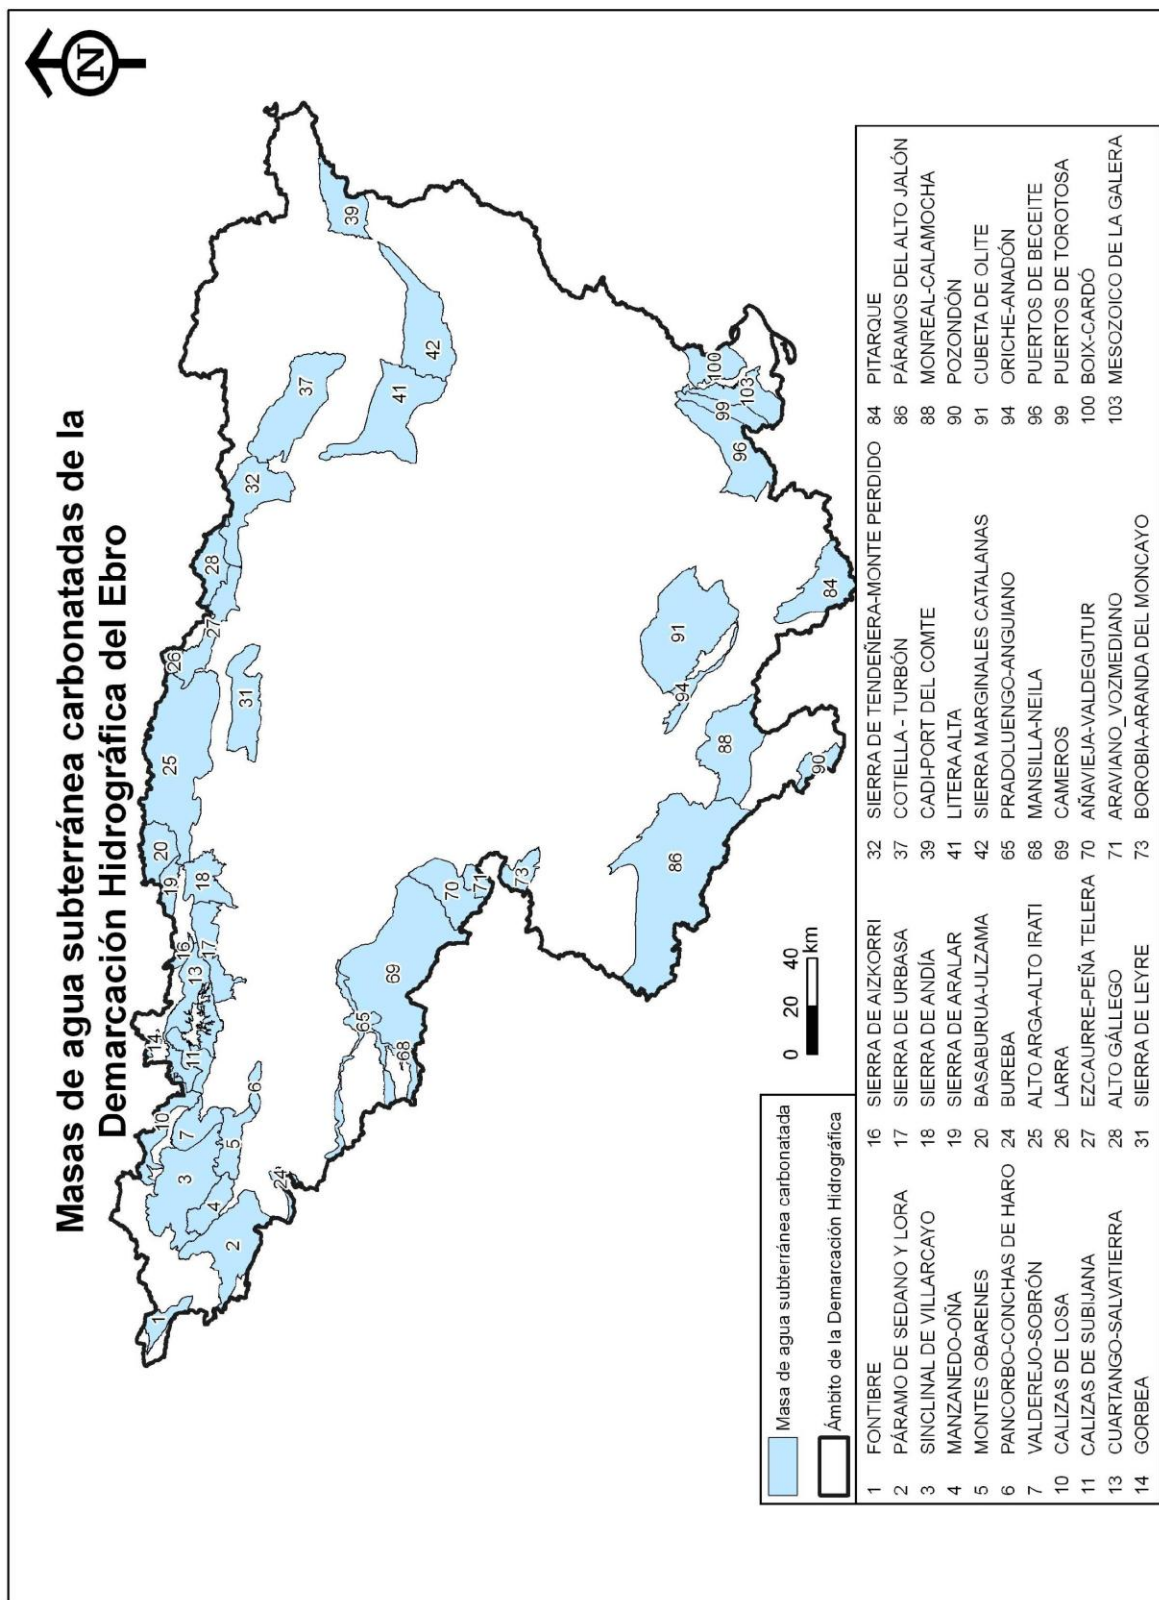 Masas de agua subterránea carbonatadas de la
Demarcación Hidrográfica del Ebro
N
1
2
3
4
5
6
7
10
11
13
14
16
17
18
19
20
24
25
26
27
28
31
32
37
39
41
42
65
68
69
70
71
73
84
86
88
90
91
94
96
99
100
103
0 20 40
km
Masa de agua subterránea carbonatada
Ámbito de la Demarcación Hidrográfica
1 FONTIBRE
2 PÁRAMO DE SEDANO Y LORA
3 SINCLINAL DE VILLARCAYO
4 MANZANEDO-OÑA
5 MONTES OBARENES
6 PANCORBO-CONCHAS DE HARO
7 VALDEREJO-SOBRÓN
10 CALIZAS DE LOSA
11 CALIZAS DE SUBIJANA
13 CUARTANGO-SALVATIERRA
14 GORBEA
16 SIERRA DE AIZKORRI
17 SIERRA DE URBASA
18 SIERRA DE ANDÍA
19 SIERRA DE ARALAR
20 BASABURUA-ULZAMA
24 BUREBA
25 ALTO ARGA-ALTO IRATI
26 LARRA
27 EZCAURRE-PEÑA TELERA
28 ALTO GÁLLEGO
31 SIERRA DE LEYRE
32 SIERRA DE TENDEÑERA-MONTE PERDIDO
37 COTIELLA - TURBÓN
39 CADI-PORT DEL COMTE
41 LITERA ALTA
42 SIERRA MARGINALES CATALANAS
65 PRADOLUENGO-ANGUIANO
68 MANSILLA-NEILA
69 CAMEROS
70 AÑAVIEJA-VALDEGUTUR
71 ARAVIANO_VOZMEDIANO
73 BOROBIA-ARANDA DEL MONCAYO
84 PITARQUE
86 PÁRAMOS DEL ALTO JALÓN
88 MONREAL-CALAMOCHA
90 POZONDÓN
91 CUBETA DE OLITE
94 ORICHE-ANADÓN
96 PUERTOS DE BECEITE
99 PUERTOS DE TOROTOSA
100 BOIX-CARDÓ
103 MESOZOICO DE LA GALERA